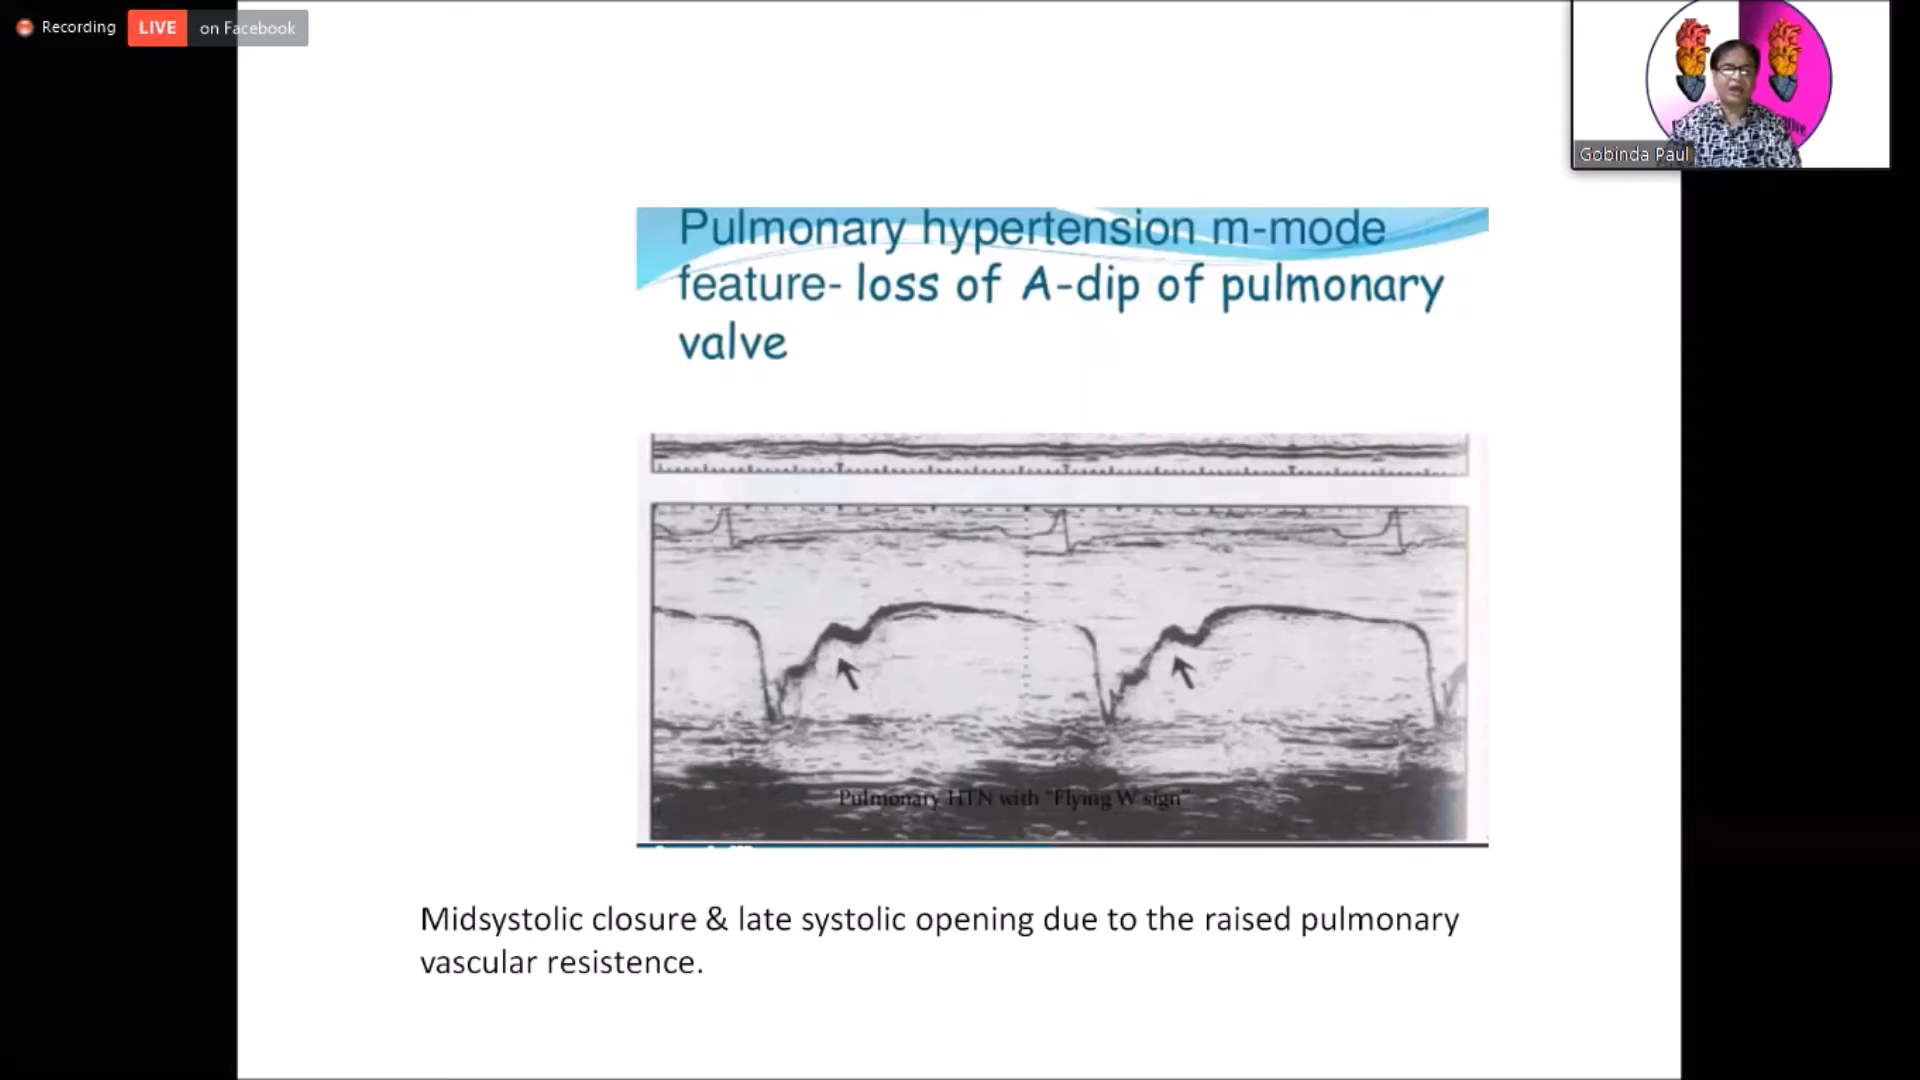 Recording LIVE on Facebook
Gobinda Paul
Pulmonary hypertension m-mode
feature- loss of A-dip of pulmonary
valve
Pulmonary HTN with "Flying W sign"
Midsystolic closure & late systolic opening due to the raised pulmonary
vascular resistence.